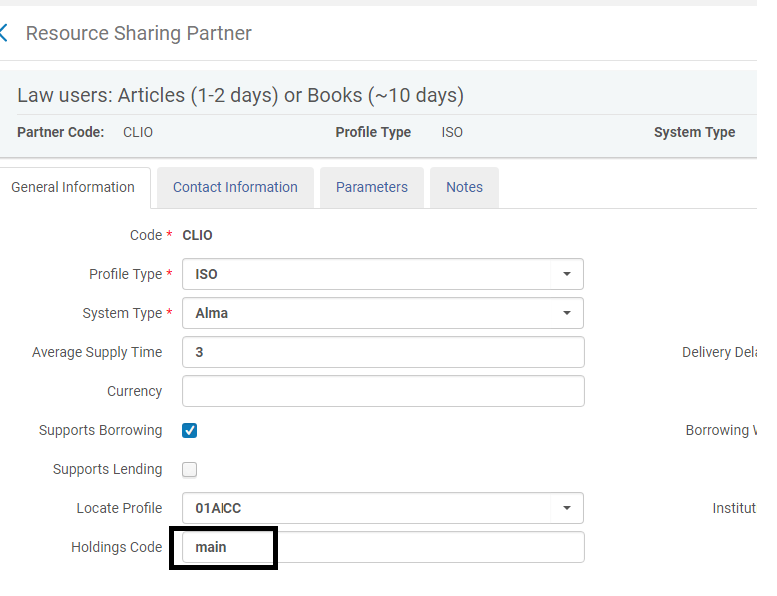 Resource Sharing Partner
Law users: Articles (1-2 days) or Books (~10 days)
Partner Code: CLIO Profile Type ISO System Type
General Information Contact Information Parameters Notes
Code * CLIO
Profile Type * ISO
System Type * Alma
Average Supply Time 3 Delivery Dela
Currency
Supports Borrowing Borrowing W
Supports Lending
Locate Profile 01AICC Institut
Holdings Code main